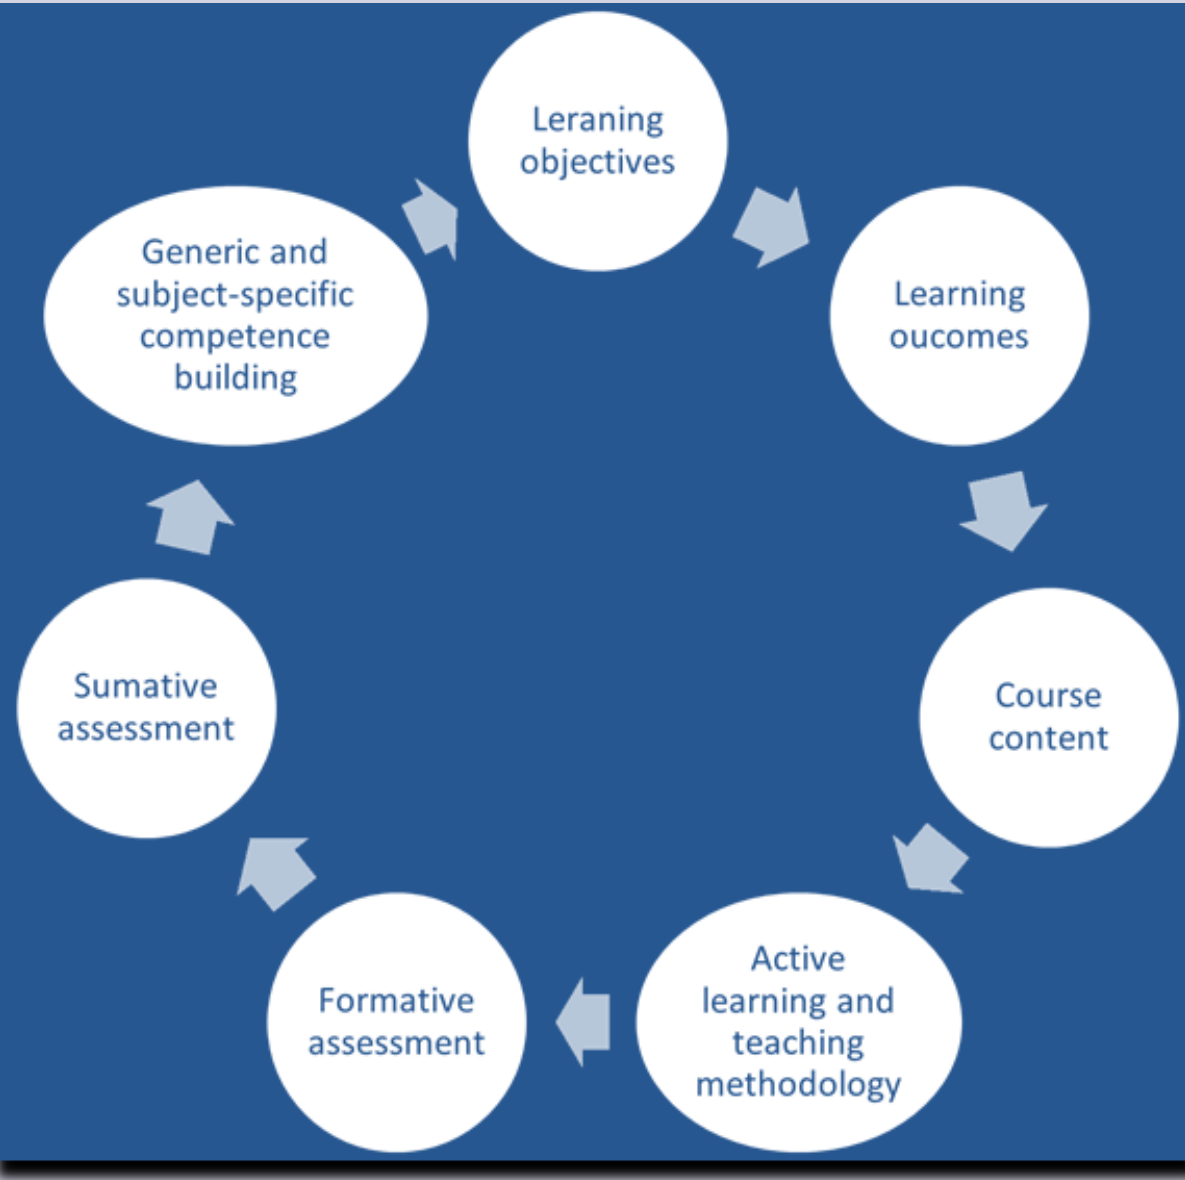 Leraning
objectives
Learning
oucomes
Course
content
Active
learning and
teaching
methodology
Formative
assessment
Sumative
assessment
Generic and
subject-specific
competence
building